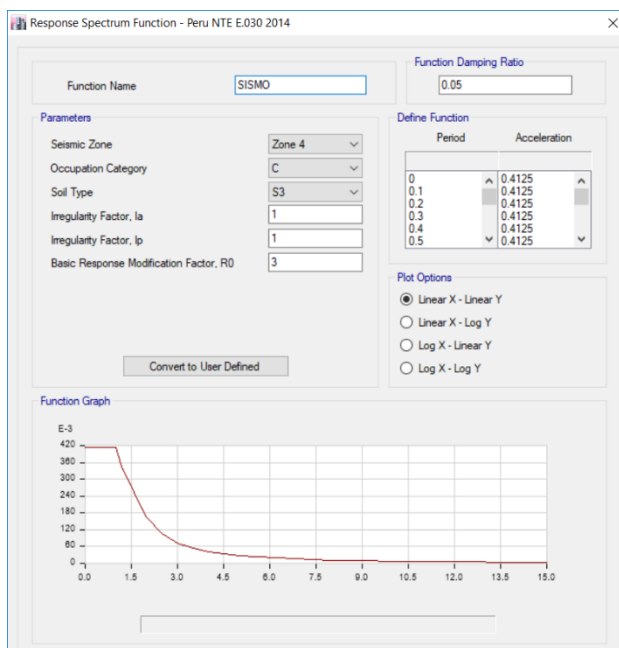 Response Spectrum Function - Peru NTE E.030 2014
Function Name
SISMO
Function Damping Ratio
0.05
Parameters
Seismic Zone
Zone 4
Occupation Category
C
Soil Type
S3
Irregularity Factor, Ia
1
Irregularity Factor, Ip
1
Basic Response Modification Factor, R0
3
Convert to User Defined
Define Function
Period Acceleration
0 0.4125
0.1 0.4125
0.2 0.4125
0.3 0.4125
0.4 0.4125
0.5 0.4125
Plot Options
Linear X - Linear Y
Linear X - Log Y
Log X - Linear Y
Log X - Log Y
Function Graph
E-3
420
360
300
240
180
120
60
0
0.0 1.5 3.0 4.5 6.0 7.5 9.0 10.5 12.0 13.5 15.0